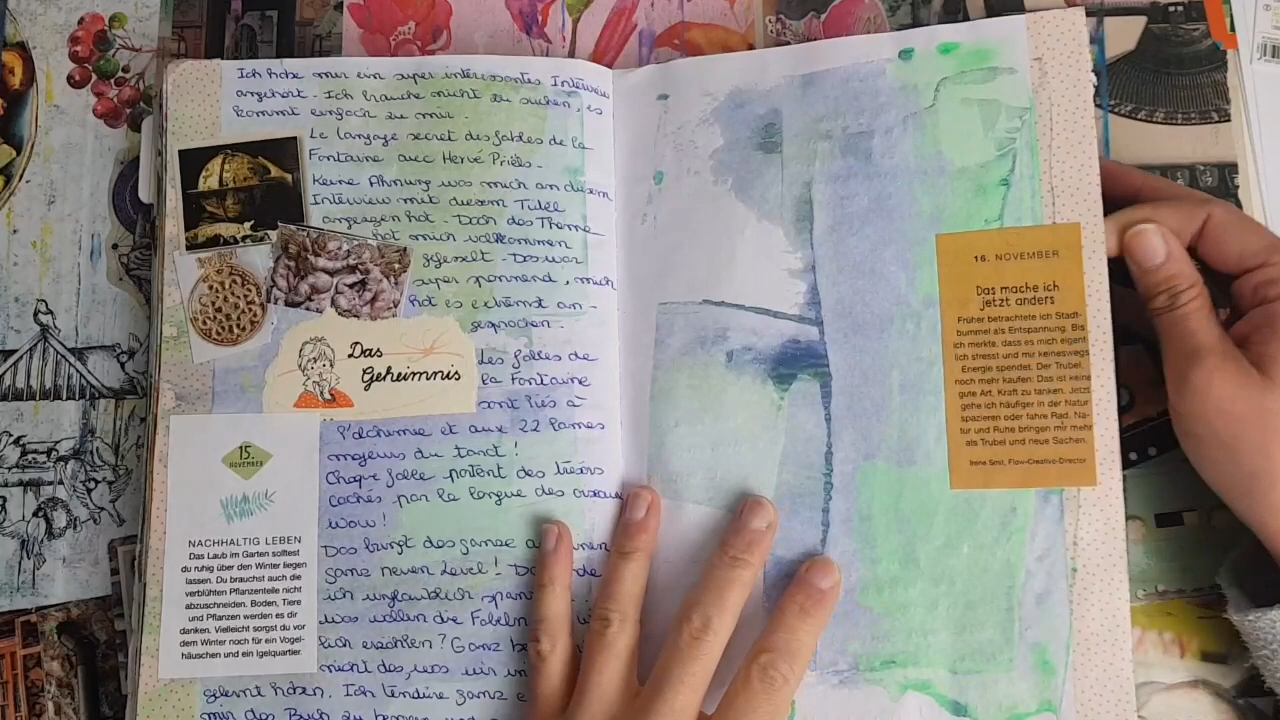 Ich habe mir ein super interessantes Interview
angehört. Ich brauche nicht zu suchen, es
kommt einfach zu mir.
Le langage secret des fables de la
Fontaine avec Hervé Priëls.
Keine Ahnung was mich an diesem
Interview mit diesem Titel
angezogen hat. Doch das Thema
hat mich vollkommen
gefesselt. Das war
super spannend, mich
hat es extremst an-
gesprochen.
Das
Geheimnis
Les fables de
la Fontaine
sont liés à
l'alchimie et aux 22 lames
majeurs du tarot!
Chaque fable portent des trésors
cachés par la langue des oiseaux
Wow!
Das bringt das ganze a
ganz neuen Level!
ich unglaublich span
was wollen die Fabeln
lich erzählen? Ganz be
nicht das, was wir
gelernt haben. Ich tendire ganz
mir das Buch zu
15.
NOVEMBER
NACHHALTIG LEBEN
Das Laub im Garten solltest
du ruhig über den Winter liegen
lassen. Du brauchst auch die
verblühten Pflanzenteile nicht
abzuschneiden. Boden, Tiere
und Pflanzen werden es dir
danken. Vielleicht sorgst du vor
dem Winter noch für ein Vogel-
häuschen und ein Igelquartier.
16. NOVEMBER
Das mache ich
jetzt anders
Früher betrachtete ich Stadt-
bummel als Entspannung. Bis
ich merkte, dass es mich eigent-
lich stresst und mir keineswegs
Energie spendet. Der Trubel,
noch mehr kaufen: Das ist keine
gute Art, Kraft zu tanken. Jetzt
gehe ich häufiger in der Natur
spazieren oder fahre Rad. Na-
tur und Ruhe bringen mir mehr
als Trubel und neue Sachen.
Irene Smit, Flow-Creative-Director